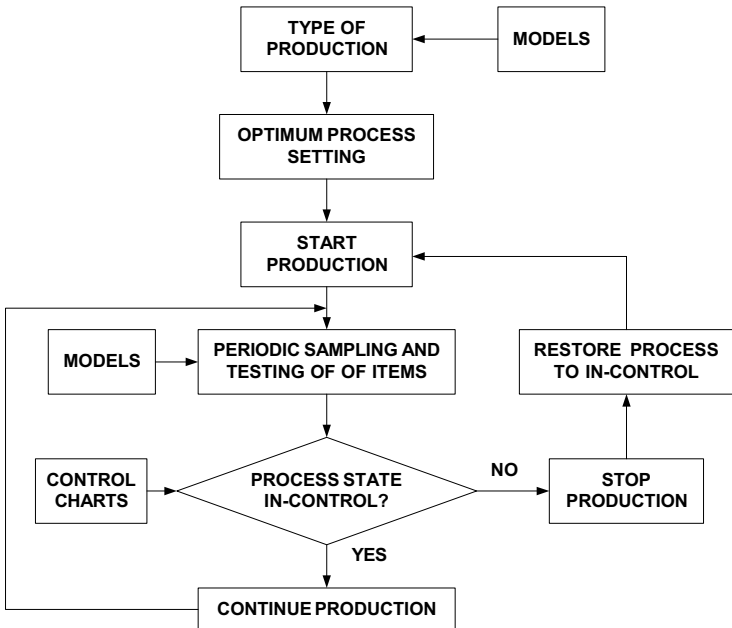 TYPE OF
PRODUCTION
MODELS
OPTIMUM PROCESS
SETTING
START
PRODUCTION
MODELS
PERIODIC SAMPLING AND
TESTING OF OF ITEMS
RESTORE PROCESS
TO IN-CONTROL
CONTROL
CHARTS
PROCESS STATE
IN-CONTROL?
NO
STOP
PRODUCTION
YES
CONTINUE PRODUCTION